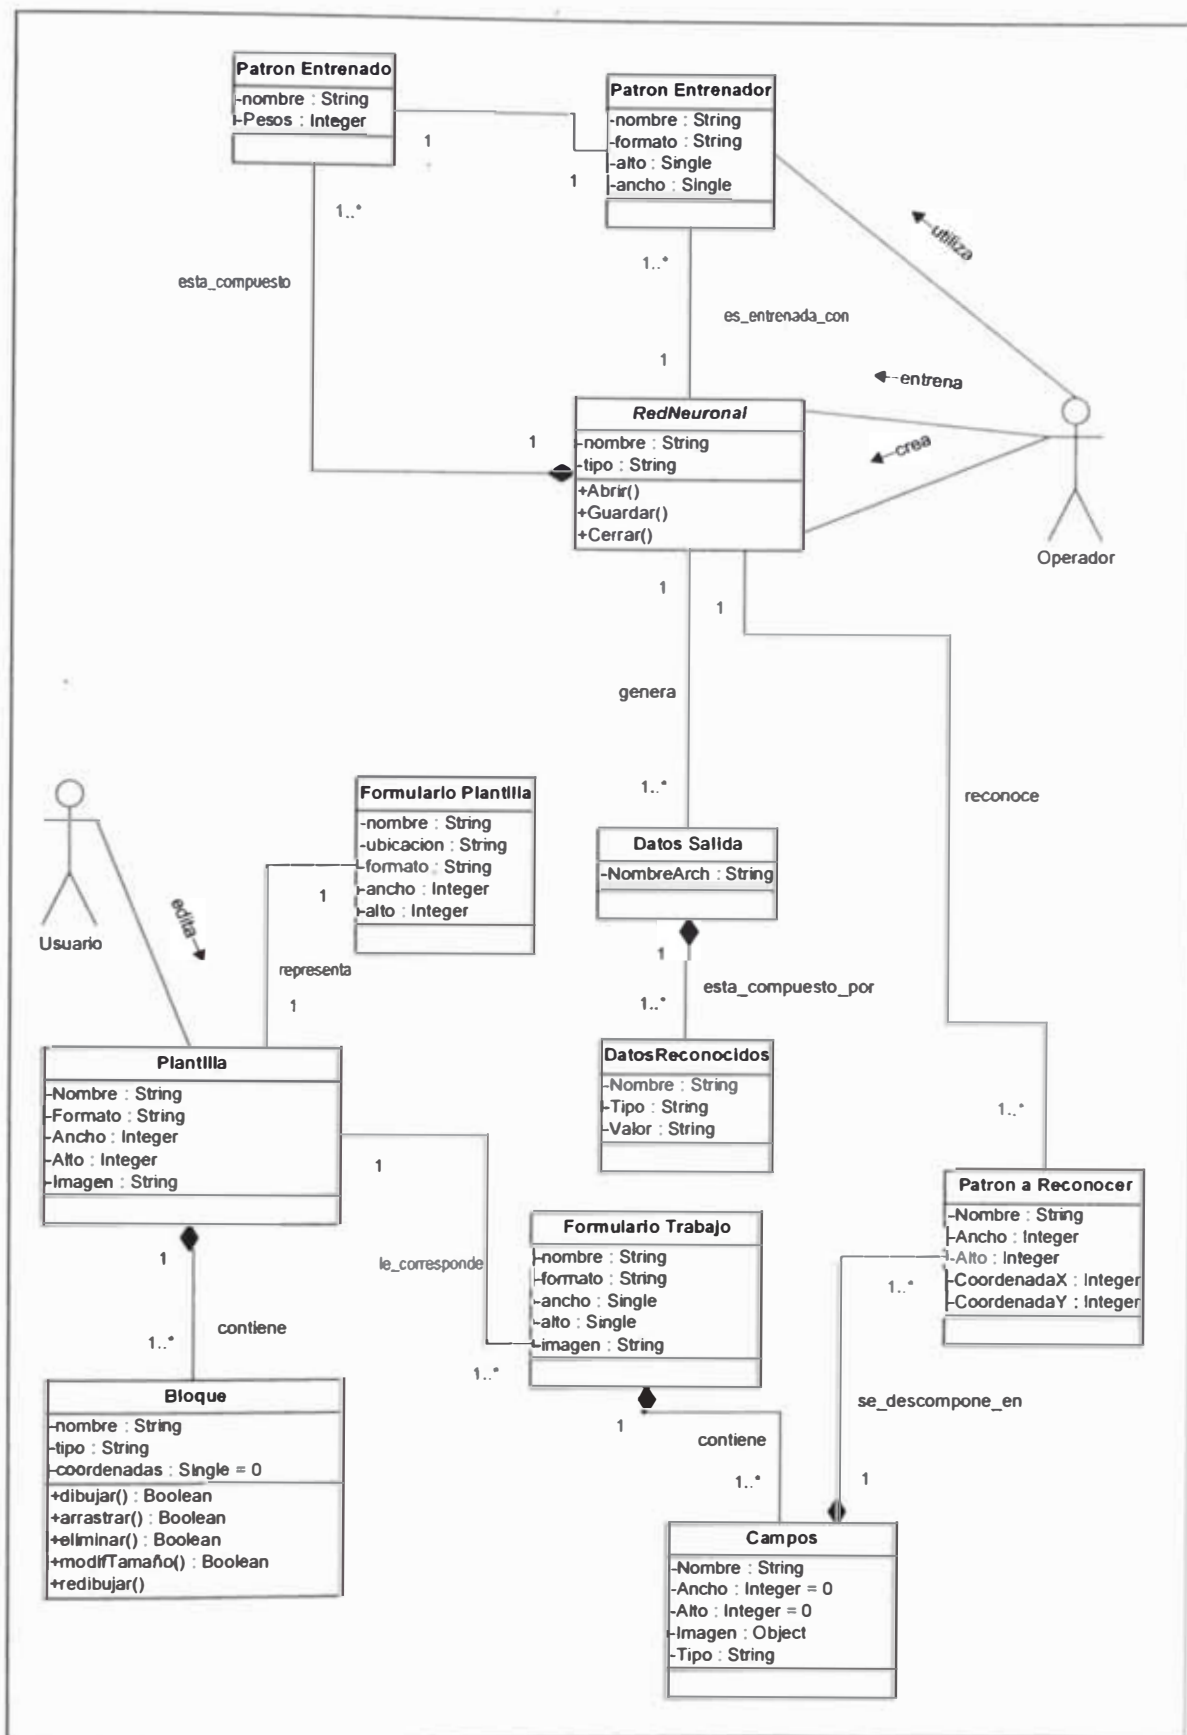 Patron Entrenado
-nombre : String
-Pesos : Integer
1
1..*
Patron Entrenador
-nombre : String
-formato : String
-alto : Single
-ancho : Single
1
1..*
utiliza
esta_compuesto
es_entrenada_con
1
entrena
crea
Operador
RedNeuronal
-nombre : String
-tipo : String
+Abrir()
+Guardar()
+Cerrar()
1
1
1
genera
1..*
reconoce
Usuario
edita
Formulario Plantilla
-nombre : String
-ubicacion : String
-formato : String
-ancho : Integer
-alto : Integer
1
representa
1
Datos Salida
-NombreArch : String
1
esta_compuesto_por
1..*
DatosReconocidos
-Nombre : String
-Tipo : String
-Valor : String
1..*
Plantilla
-Nombre : String
-Formato : String
-Ancho : Integer
-Alto : Integer
-Imagen : String
1
1
le_corresponde
1..*
contiene
1..*
Formulario Trabajo
-nombre : String
-formato : String
-ancho : Single
-alto : Single
-imagen : String
1
contiene
1..*
Patron a Reconocer
-Nombre : String
-Ancho : Integer
-Alto : Integer
-CoordenadaX : Integer
-CoordenadaY : Integer
1..*
se_descompone_en
1
Bloque
-nombre : String
-tipo : String
-coordenadas : Single = 0
+dibujar() : Boolean
+arrastrar() : Boolean
+eliminar() : Boolean
+modifTamaño() : Boolean
+redibujar()
Campos
-Nombre : String
-Ancho : Integer = 0
-Alto : Integer = 0
-Imagen : Object
-Tipo : String